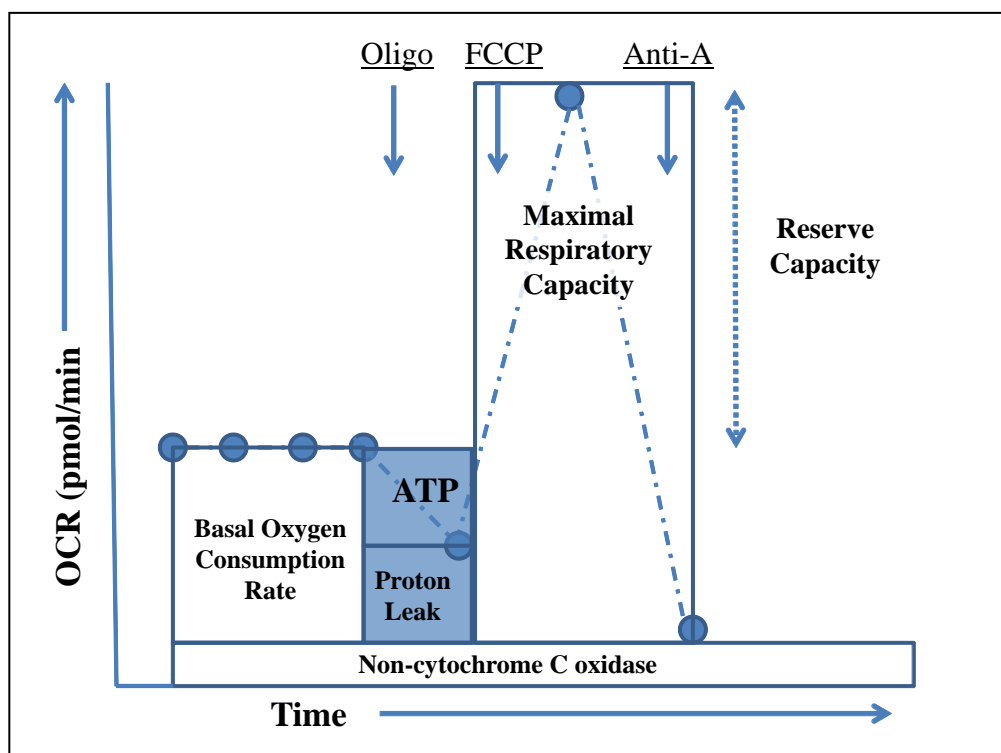 Oligo FCCP Anti-A
Maximal
Respiratory
Capacity
Reserve
Capacity
OCR (pmol/min
ATP
Basal Oxygen
Consumption
Rate
Proton
Leak
Non-cytochrome C oxidase
Time